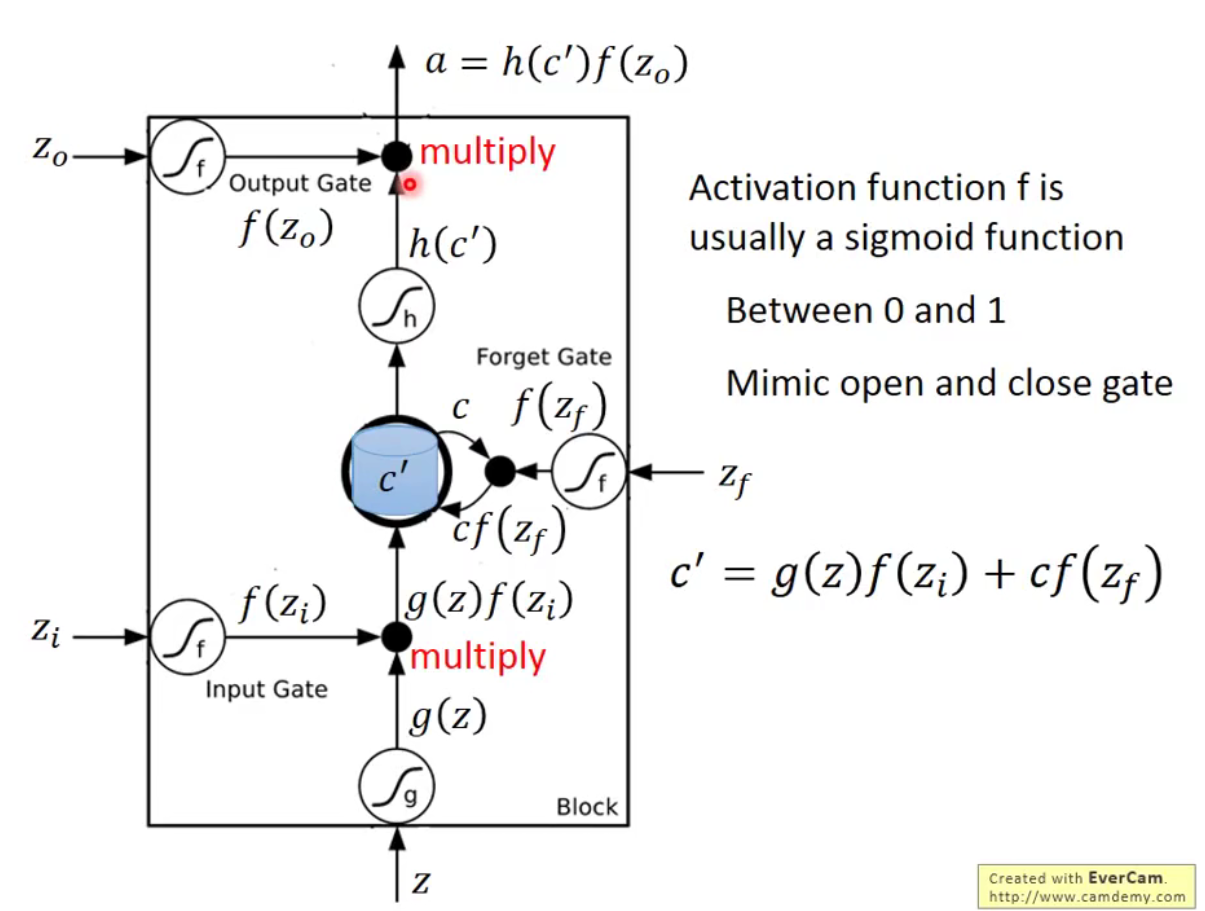 a = h(c′)f(z_o)
z_o
f
multiply
Output Gate
f(z_o)
h(c′)
h
Activation function f is
usually a sigmoid function
Between 0 and 1
Mimic open and close gate
Forget Gate
c
f(z_f)
c′
f
z_f
cf(z_f)
c′ = g(z)f(z_i) + cf(z_f)
f(z_i)
g(z)f(z_i)
z_i
f
multiply
Input Gate
g(z)
g
Block
z
Created with EverCam.
http://www.camdemy.com